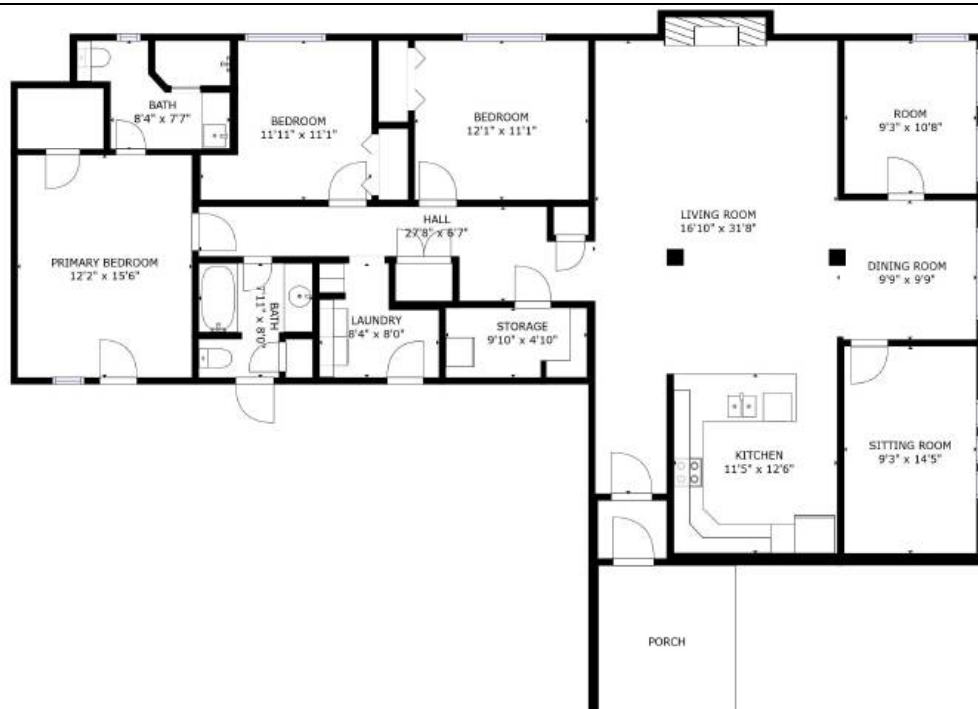 BATH
8'4" x 7'7"
BEDROOM
11'11" x 11'1"
BEDROOM
12'1" x 11'1"
ROOM
9'3" x 10'8"
HALL
27'8" x 6'7"
LIVING ROOM
16'10" x 31'8"
PRIMARY BEDROOM
12'2" x 15'6"
DINING ROOM
9'9" x 9'9"
BATH
7'11" x 8'0"
LAUNDRY
8'4" x 8'0"
STORAGE
9'10" x 4'10"
KITCHEN
11'5" x 12'6"
SITTING ROOM
9'3" x 14'5"
PORCH